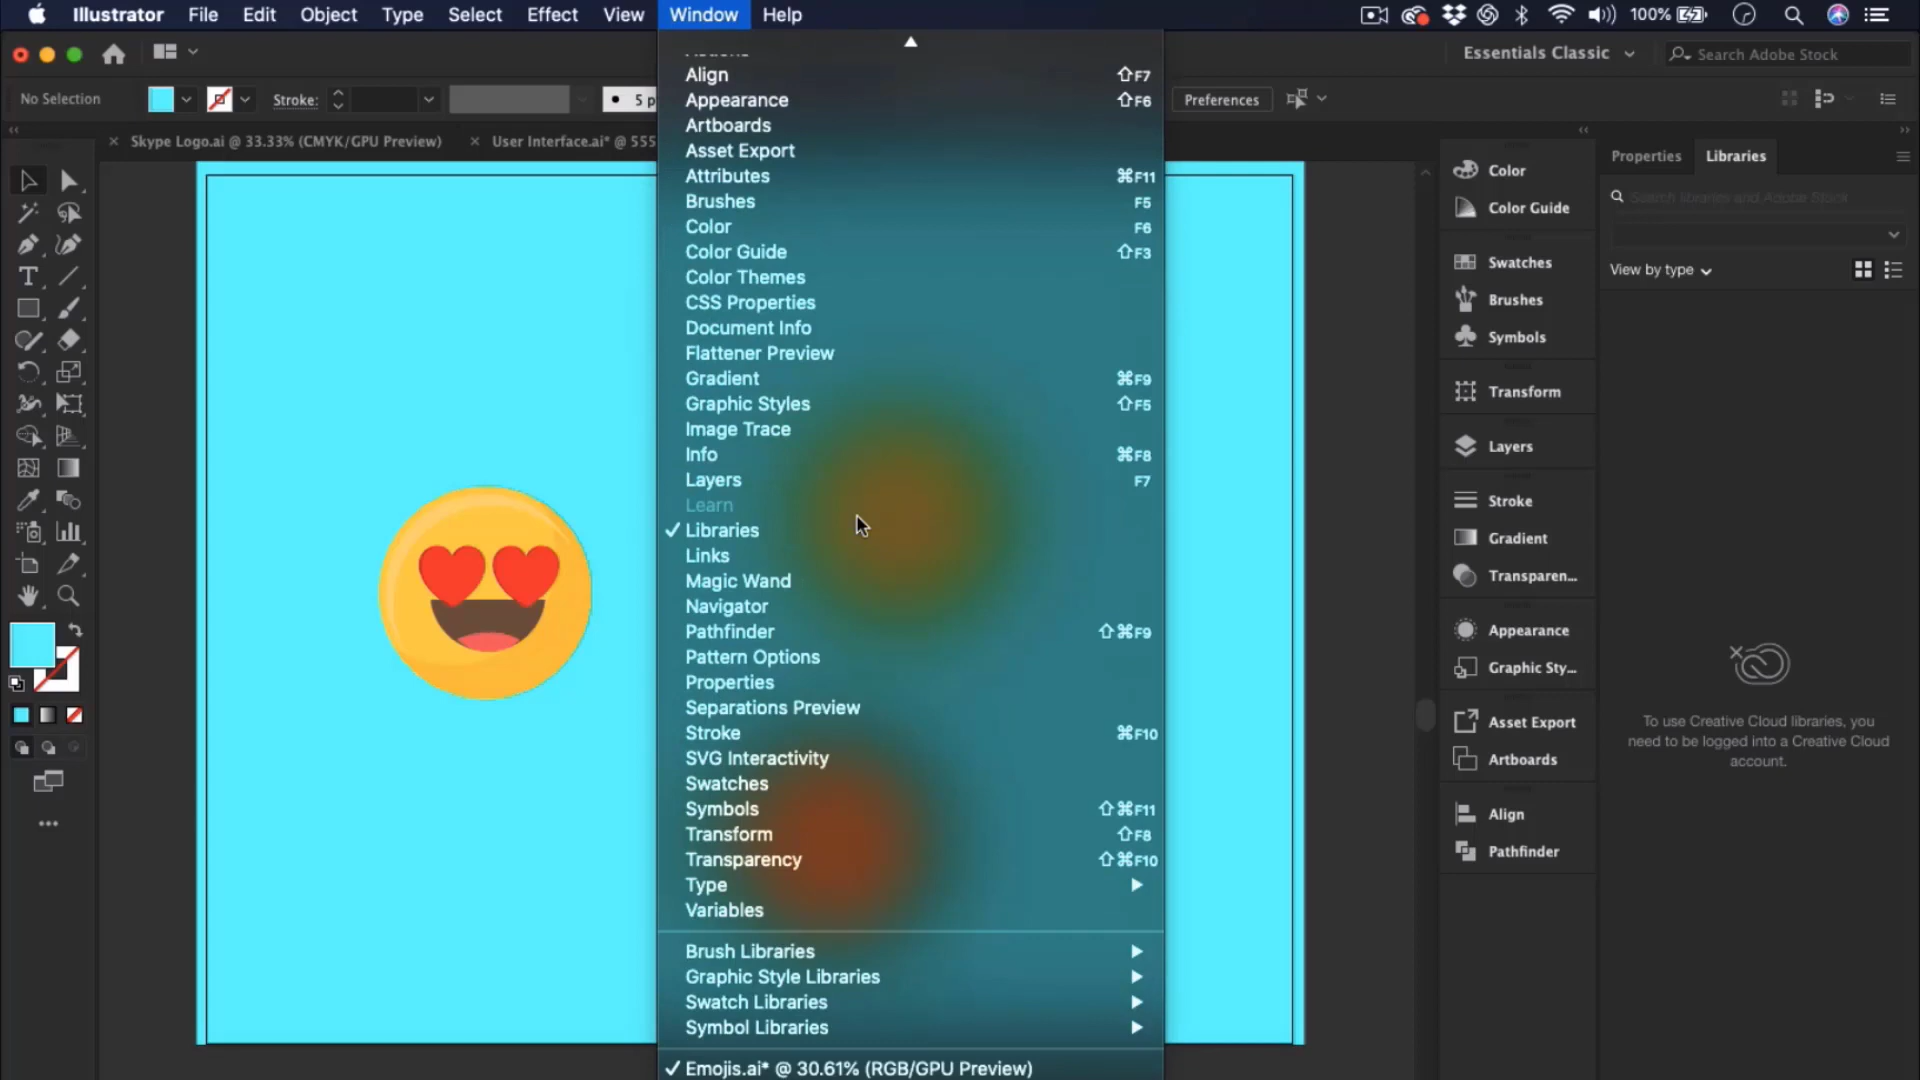 Illustrator File Edit Object Type Select Effect View Window Help 100%
Essentials Classic Search Adobe Stock
No Selection Stroke: 5 p Preferences
Skype Logo.ai @ 33.33% (CMYK/GPU Preview) User Interface.ai* @ 555
Align ⇧F7
Appearance ⇧F6
Artboards
Asset Export
Attributes ⌘F11
Brushes F5
Color F6
Color Guide ⇧F3
Color Themes
CSS Properties
Document Info
Flattener Preview
Gradient ⌘F9
Graphic Styles ⇧F5
Image Trace
Info ⌘F8
Layers F7
Learn
✓ Libraries
Links
Magic Wand
Navigator
Pathfinder ⇧⌘F9
Pattern Options
Properties
Separations Preview
Stroke ⌘F10
SVG Interactivity
Swatches
Symbols ⇧⌘F11
Transform ⇧F8
Transparency ⇧⌘F10
Type
Variables
Brush Libraries
Graphic Style Libraries
Swatch Libraries
Symbol Libraries
✓ Emojis.ai* @ 30.61% (RGB/GPU Preview)
Color
Color Guide
Swatches
Brushes
Symbols
Transform
Layers
Stroke
Gradient
Transparen...
Appearance
Graphic Sty...
Asset Export
Artboards
Align
Pathfinder
Properties Libraries
Search libraries and Adobe Stock
View by type
To use Creative Cloud libraries, you
need to be logged into a Creative Cloud
account.